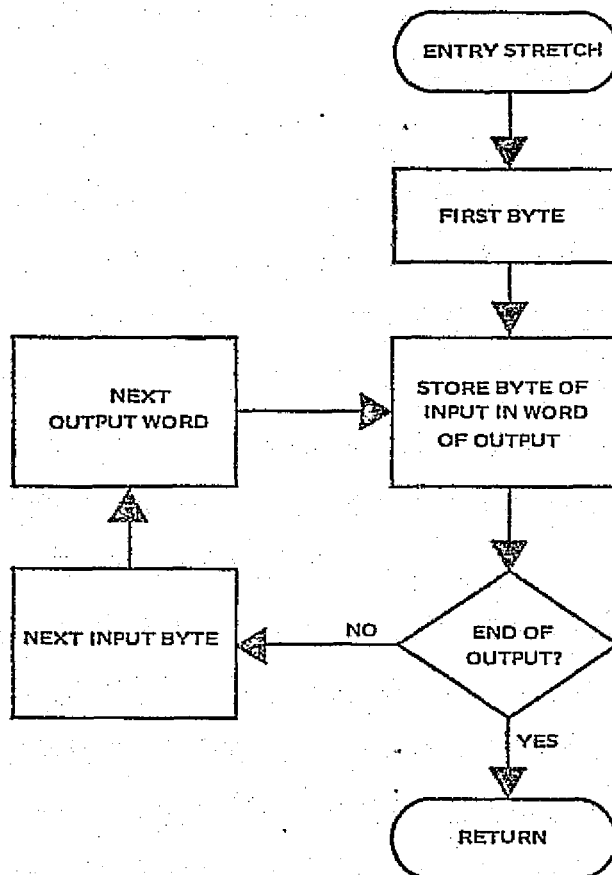 ENTRY STRETCH
FIRST BYTE
STORE BYTE OF
INPUT IN WORD
OF OUTPUT
END OF
OUTPUT?
NO
NEXT INPUT BYTE
NEXT
OUTPUT WORD
YES
RETURN